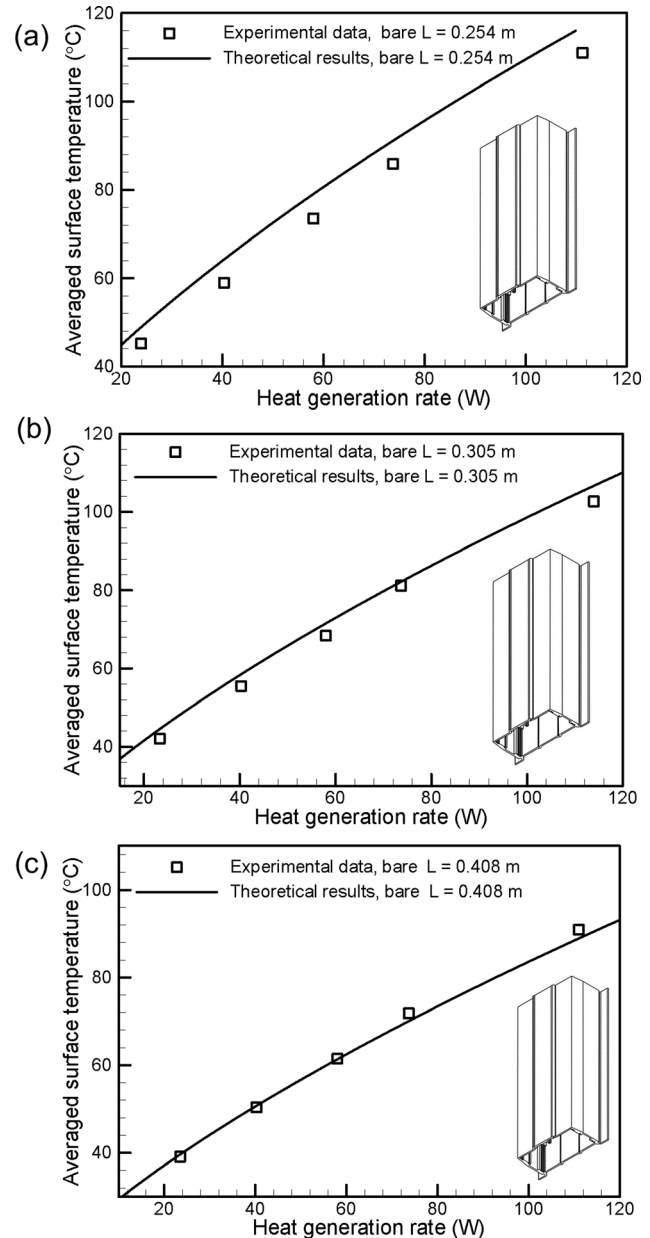 (a)
Experimental data, bare L = 0.254 m
Theoretical results, bare L = 0.254 m
Averaged surface temperature (°C)
120
100
80
60
40
20 40 60 80 100 120
Heat generation rate (W)
(b)
Experimental data, bare L = 0.305 m
Theoretical results, bare L = 0.305 m
Averaged surface temperature (°C)
120
100
80
60
40
20 40 60 80 100 120
Heat generation rate (W)
(c)
Experimental data, bare L = 0.408 m
Theoretical results, bare L = 0.408 m
Averaged surface temperature (°C)
100
80
60
40
20 40 60 80 100 120
Heat generation rate (W)